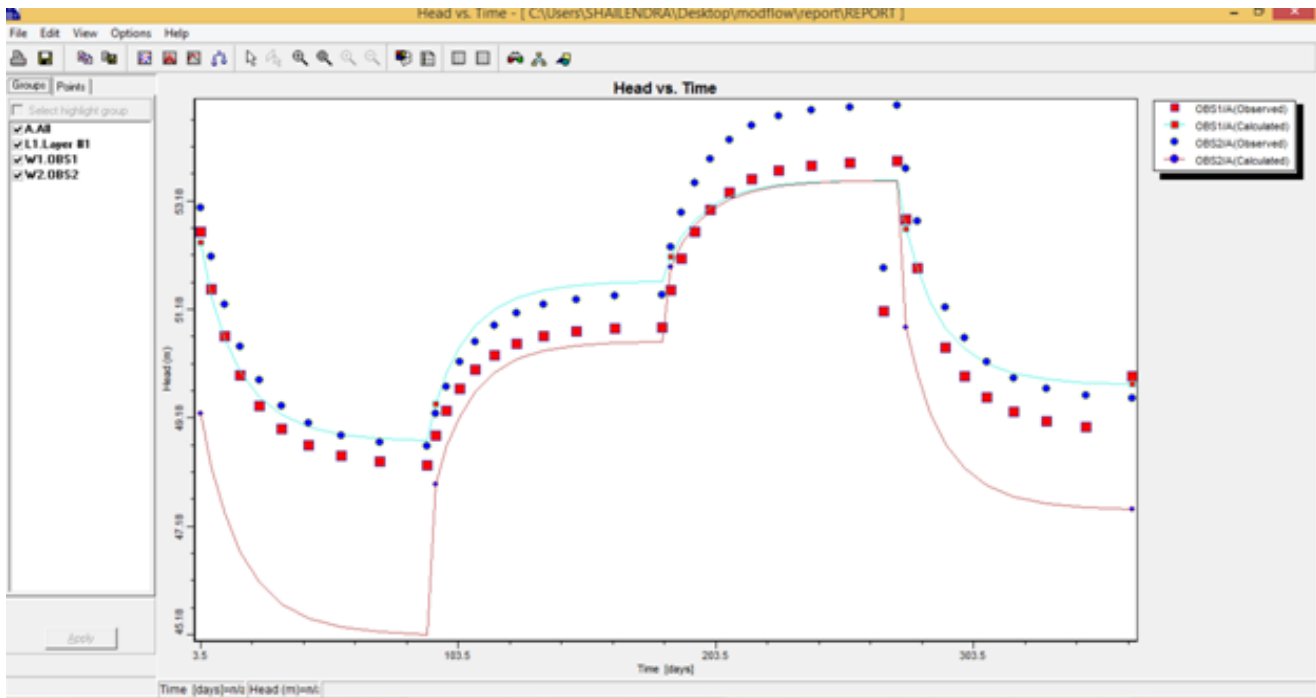 Head vs. Time - [ C:\Users\SHAILENDRA\Desktop\modflow\report\REPORT ]
File Edit View Options Help
Groups Points
Select highlight group
A.All
L1.Layer #1
W1.OBS1
W2.OBS2
Apply
Head vs. Time
Head (m)
53.18
51.18
49.18
47.18
45.18
3.5 103.5 203.5 303.5
Time [days]
OBS1/A(Observed)
OBS1/A(Calculated)
OBS2/A(Observed)
OBS2/A(Calculated)
Time [days]=n/a Head (m)=n/a